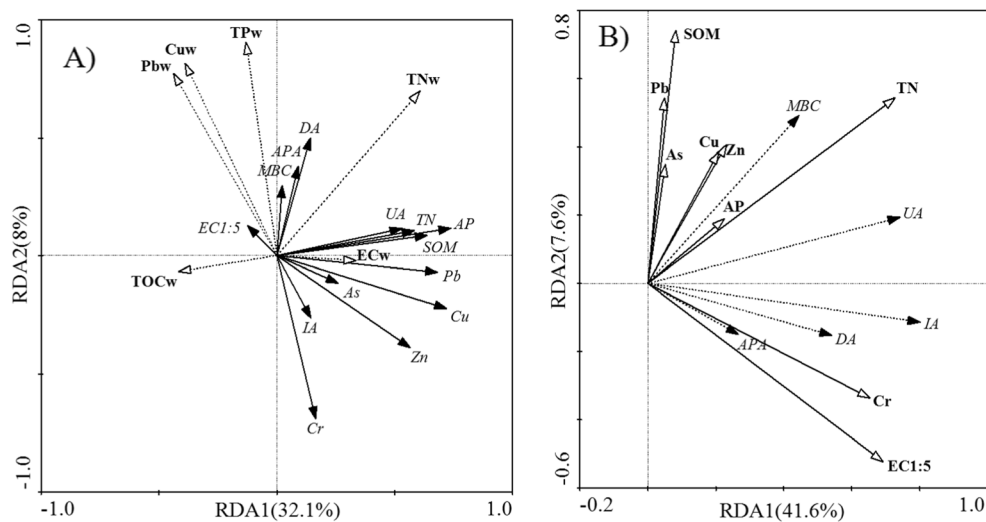 A)
1.0
RDA2(8%)
-1.0
-1.0
RDA1(32.1%)
1.0
TPw
Cuw
Pbw
TNw
DA
APA
MBC
EC1:5
UA
TN
AP
SOM
ECw
TOCw
Pb
As
Cu
IA
Zn
Cr
B)
0.8
RDA2(7.6%)
-0.6
-0.2
RDA1(41.6%)
1.0
SOM
Pb
TN
MBC
Cu
Zn
As
AP
UA
IA
DA
APA
Cr
EC1:5